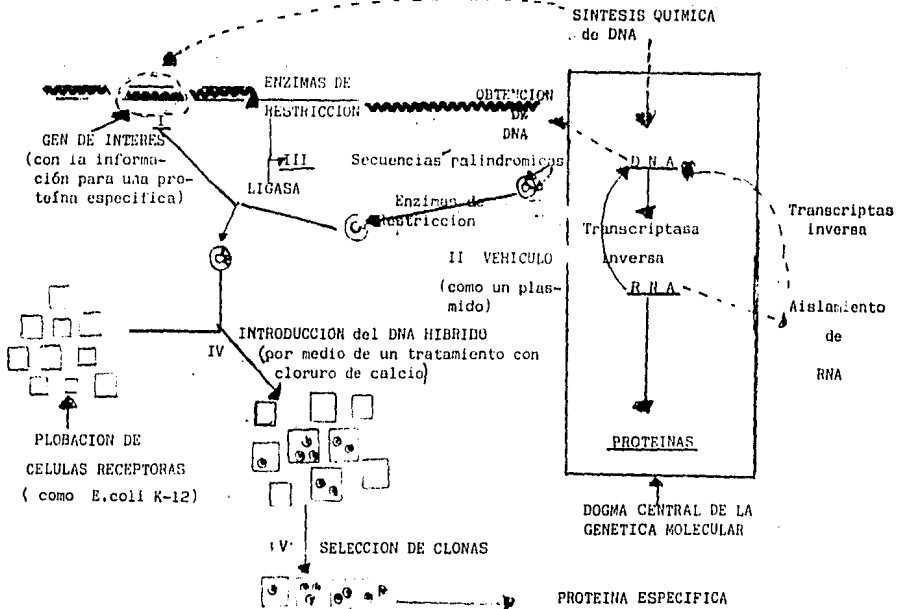 SINTESIS QUIMICA
de DNA
ENZIMAS DE
RESTRICCION
OBTENCION
DE
DNA
I
GEN DE INTERES
(con la informa-
ción para una pro-
teína especifica)
III
LIGASA
Secuencias palindromicas
Enzimas de
restriccion
II VEHICULO
(como un plas-
mido)
D N A
Transcriptasa
inversa
R N A
PROTEINAS
Transcriptas
inversa
Aislamiento
de
RNA
DOGMA CENTRAL DE LA
GENETICA MOLECULAR
IV
INTRODUCCION del DNA HIBRIDO
(por medio de un tratamiento con
cloruro de calcio)
PLOBACION DE
CELULAS RECEPTORAS
( como E.coli K-12)
V
SELECCION DE CLONAS
PROTEINA ESPECIFICA